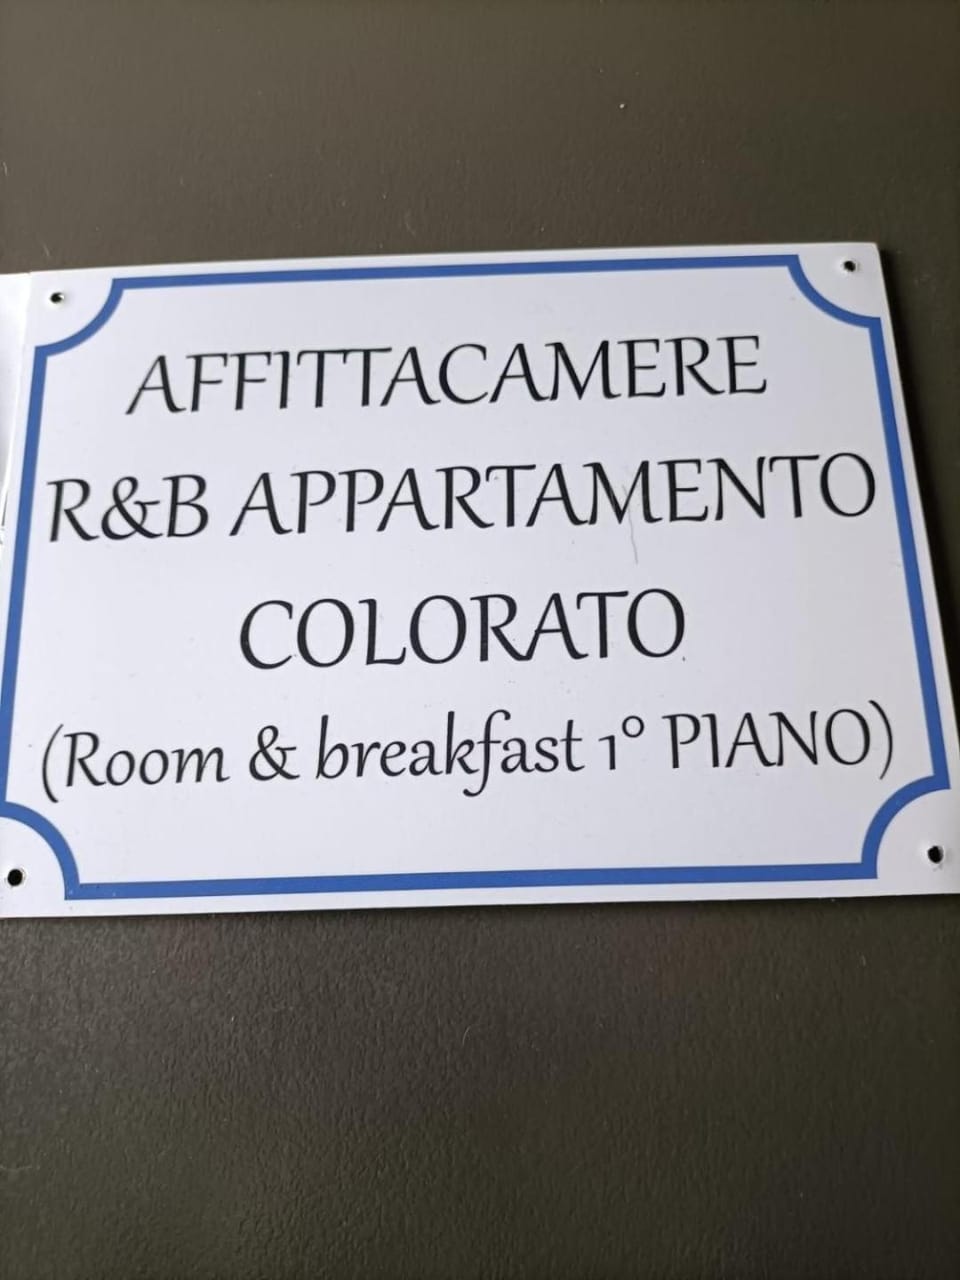 AFFITTACAMERE
R&B APPARTAMENTO
COLORATO
(Room & breakfast 1° PIANO)